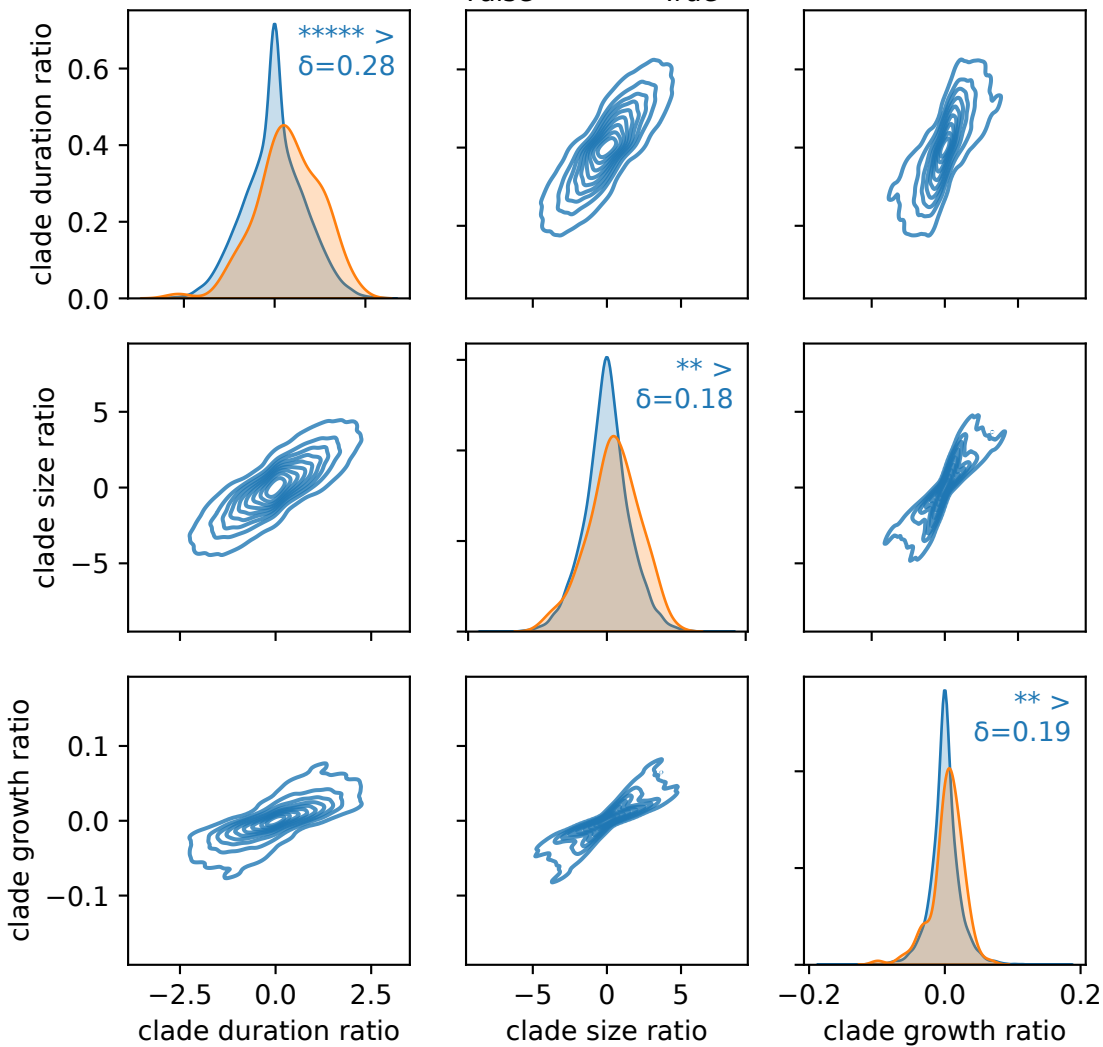 ***** >
δ=0.28
clade duration ratio
0.6
0.4
0.2
0.0
** >
δ=0.18
clade size ratio
5
0
−5
** >
δ=0.19
clade growth ratio
0.1
0.0
−0.1
−2.5 0.0 2.5 −5 0 5 −0.2 0.0 0.2
clade duration ratio clade size ratio clade growth ratio